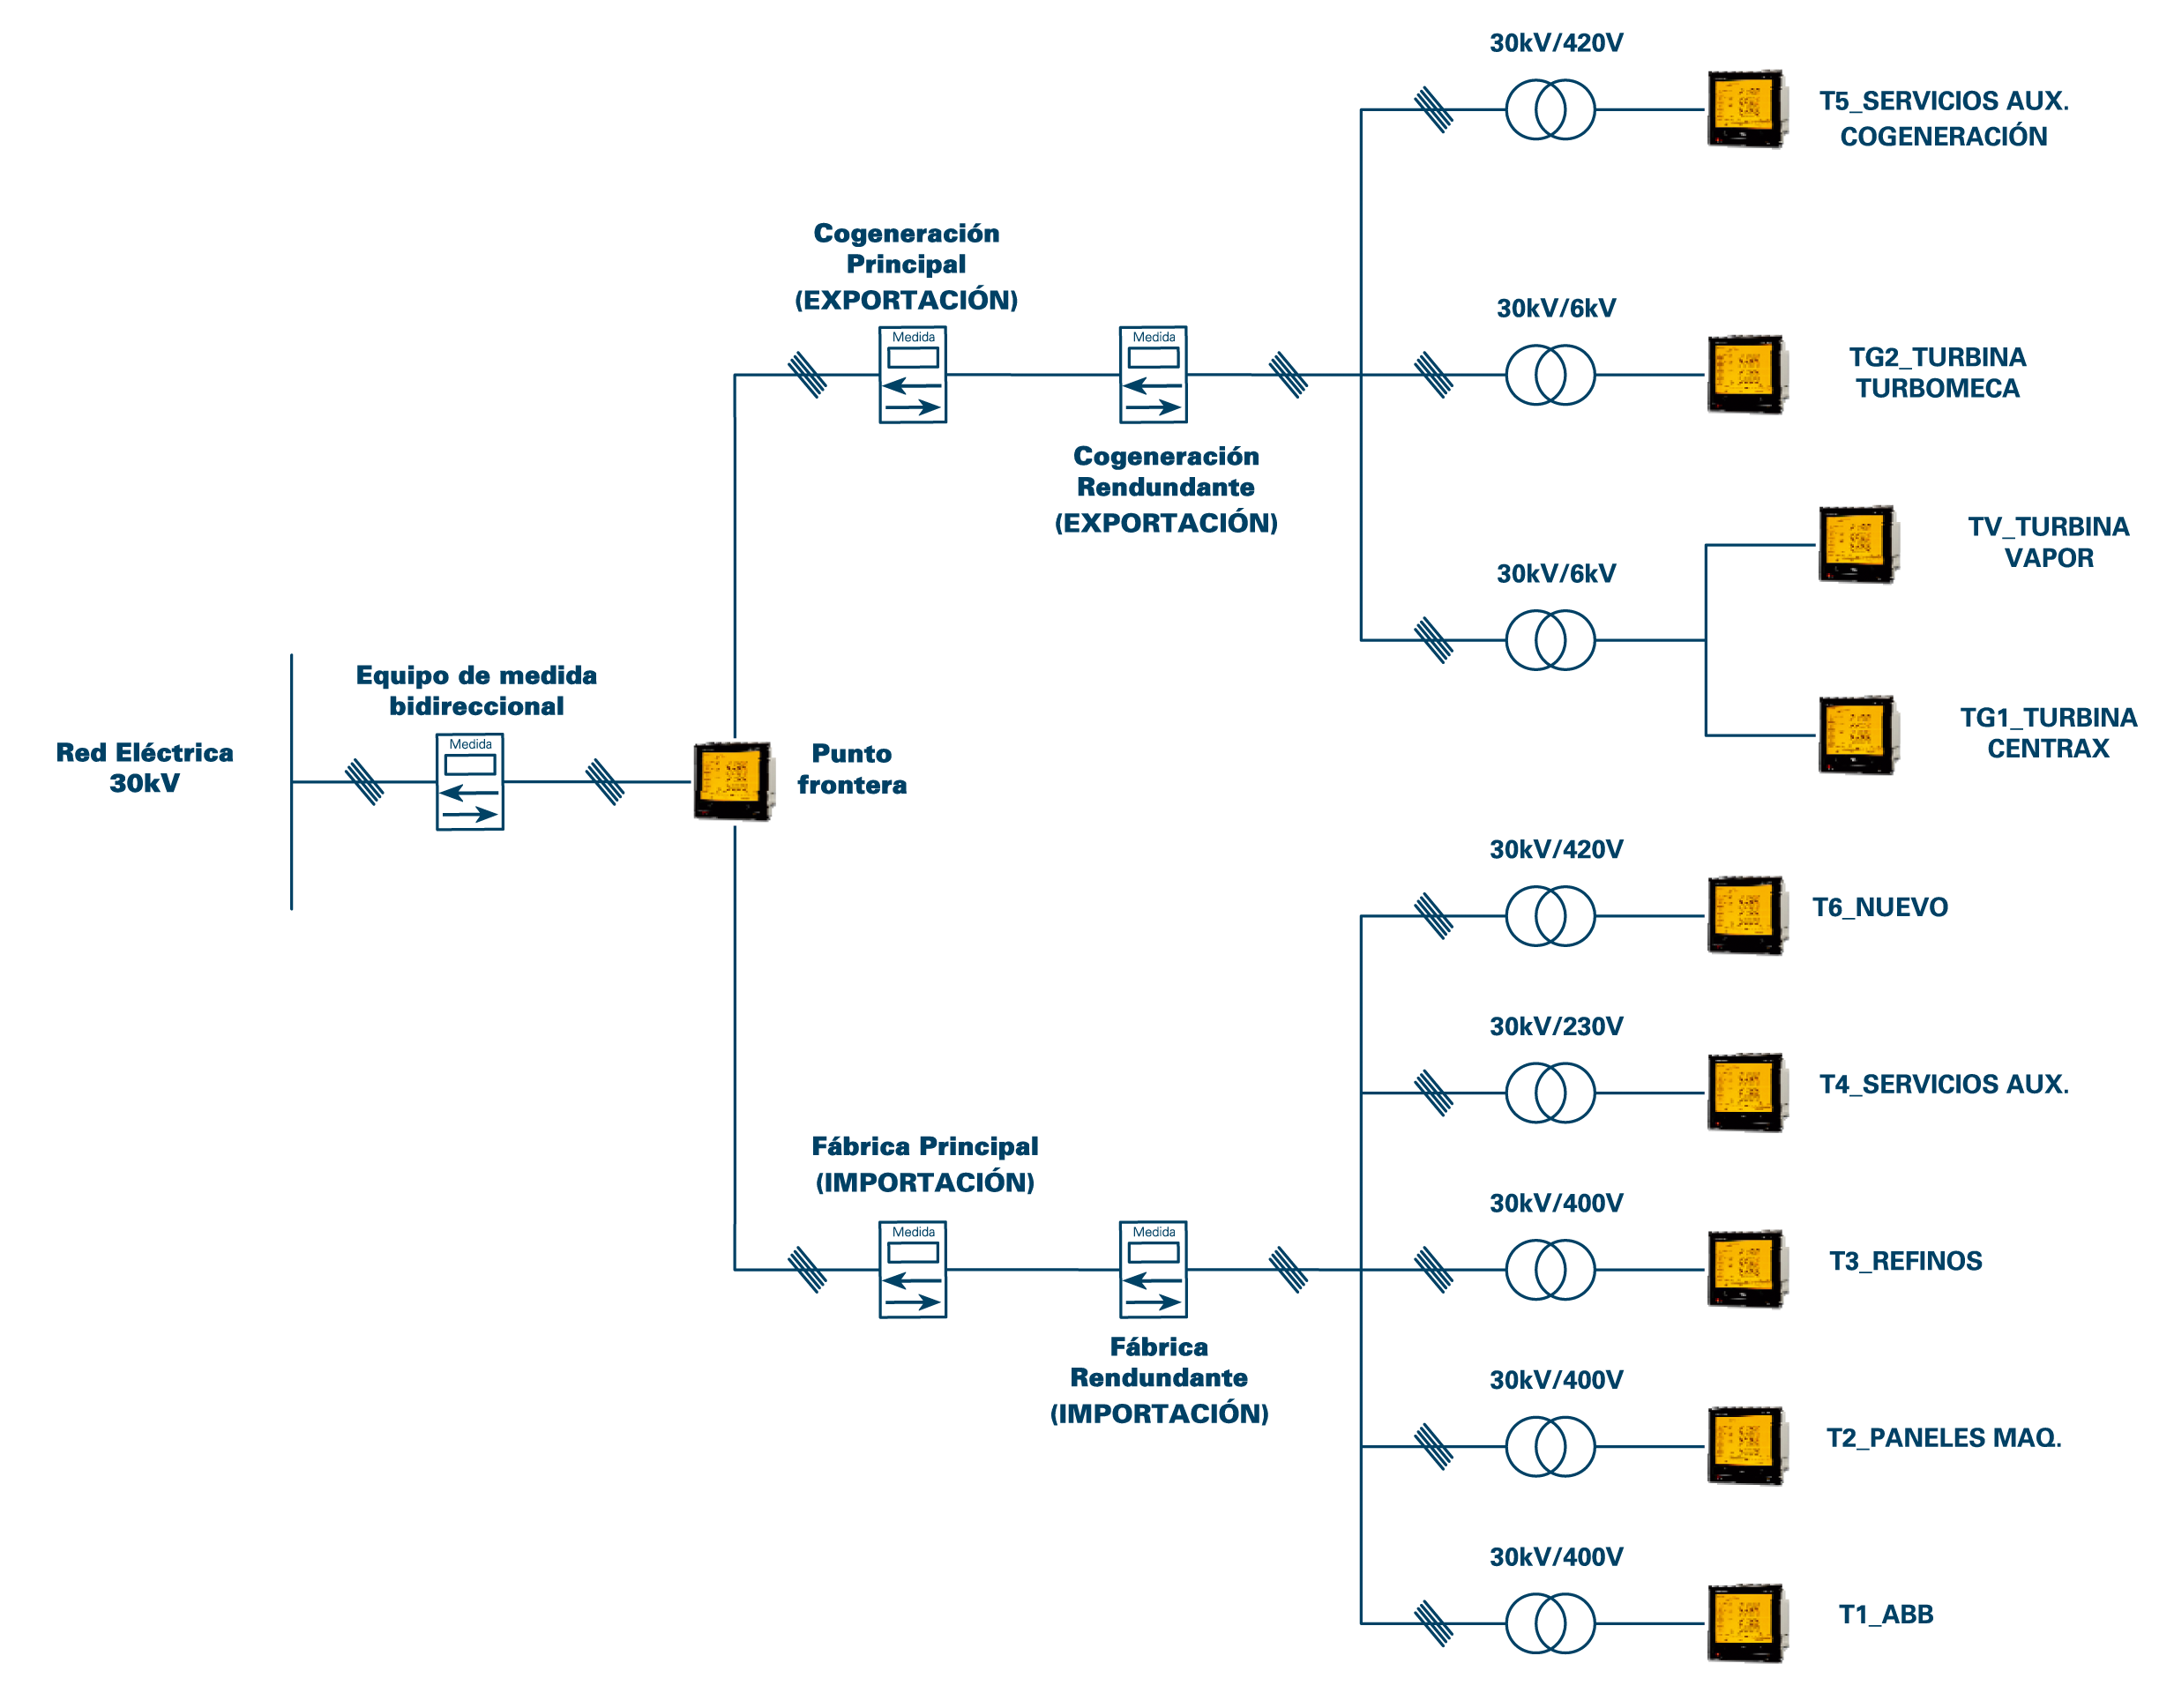 30kV/420V
T5_SERVICIOS AUX.
COGENERACIÓN
Cogeneración
Principal
(EXPORTACIÓN)
Medida
Medida
Cogeneración
Rendundante
(EXPORTACIÓN)
30kV/6kV
TG2_TURBINA
TURBOMECA
30kV/6kV
TV_TURBINA
VAPOR
TG1_TURBINA
CENTRAX
Red Eléctrica
30kV
Equipo de medida
bidireccional
Medida
Punto
frontera
30kV/420V
T6_NUEVO
30kV/230V
T4_SERVICIOS AUX.
Fábrica Principal
(IMPORTACIÓN)
Medida
Medida
Fábrica
Rendundante
(IMPORTACIÓN)
30kV/400V
T3_REFINOS
30kV/400V
T2_PANELES MAQ.
30kV/400V
T1_ABB